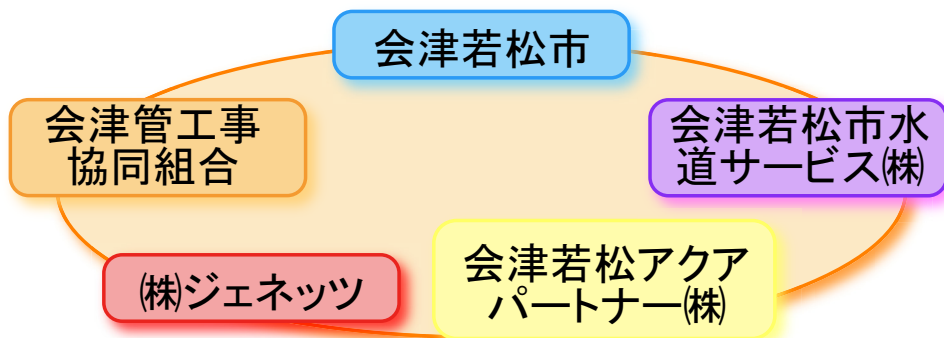 会津若松市
会津管工事
協同組合
会津若松市水
道サービス㈱
㈱ジェネッツ
会津若松アクア
パートナー㈱